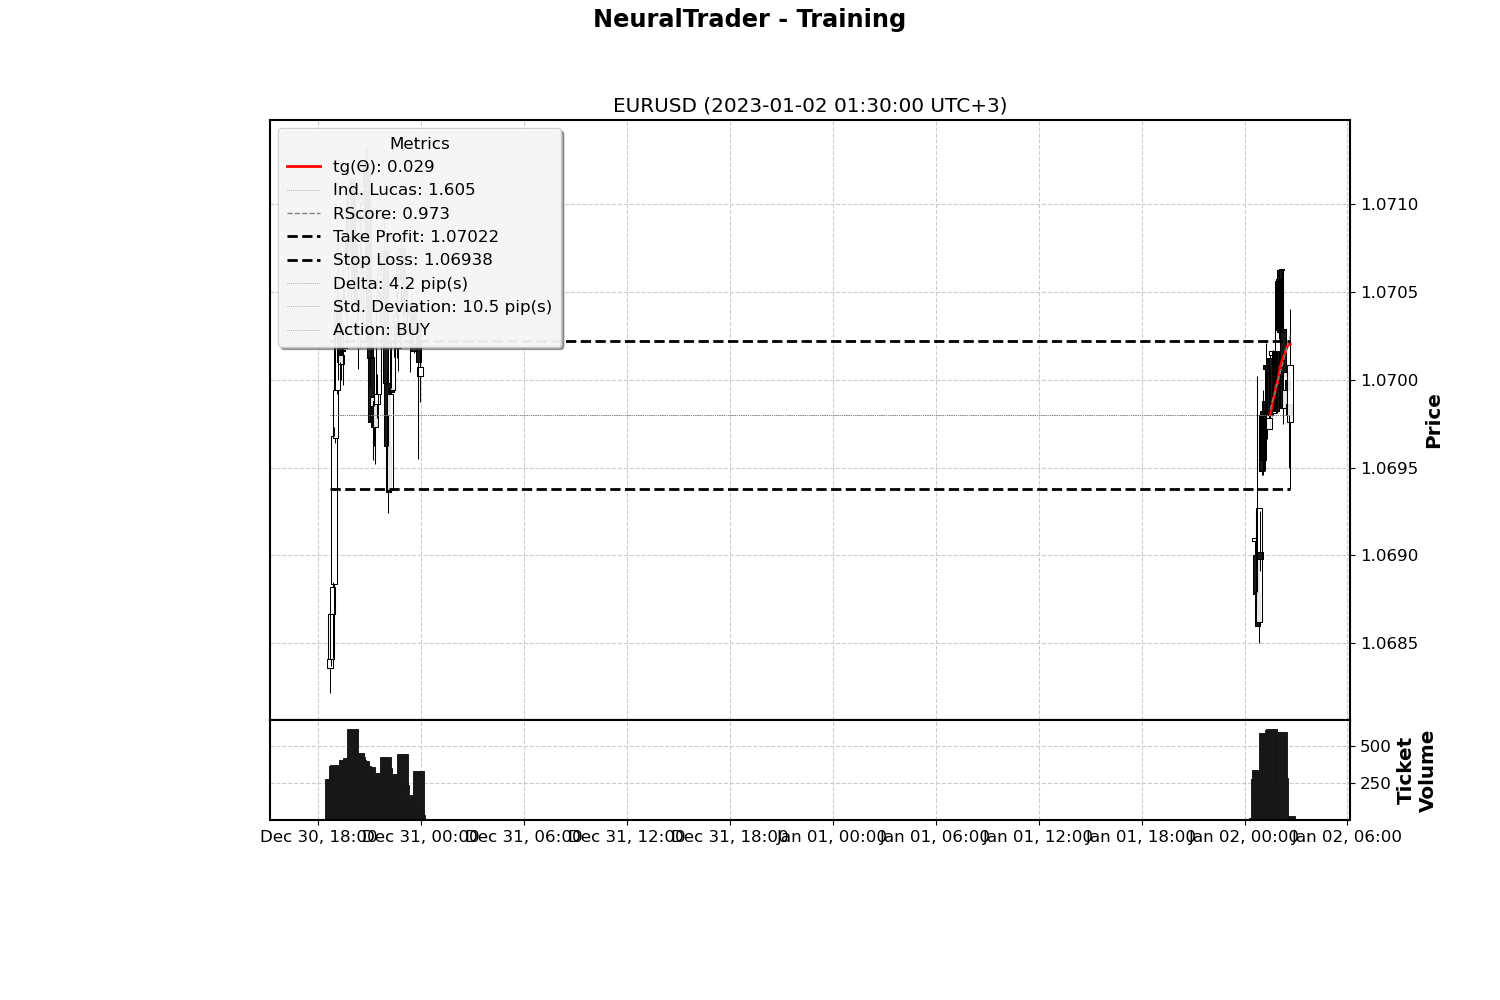 NeuralTrader - Training
EURUSD (2023-01-02 01:30:00 UTC+3)
Metrics
tg(Θ): 0.029
Ind. Lucas: 1.605
RScore: 0.973
Take Profit: 1.07022
Stop Loss: 1.06938
Delta: 4.2 pip(s)
Std. Deviation: 10.5 pip(s)
Action: BUY
1.0710
1.0705
1.0700
1.0695
1.0690
1.0685
Price
500
250
Ticket
Volume
Dec 30, 18:00
Dec 31, 00:00
Dec 31, 06:00
Dec 31, 12:00
Dec 31, 18:00
Jan 01, 00:00
Jan 01, 06:00
Jan 01, 12:00
Jan 01, 18:00
Jan 02, 00:00
Jan 02, 06:00